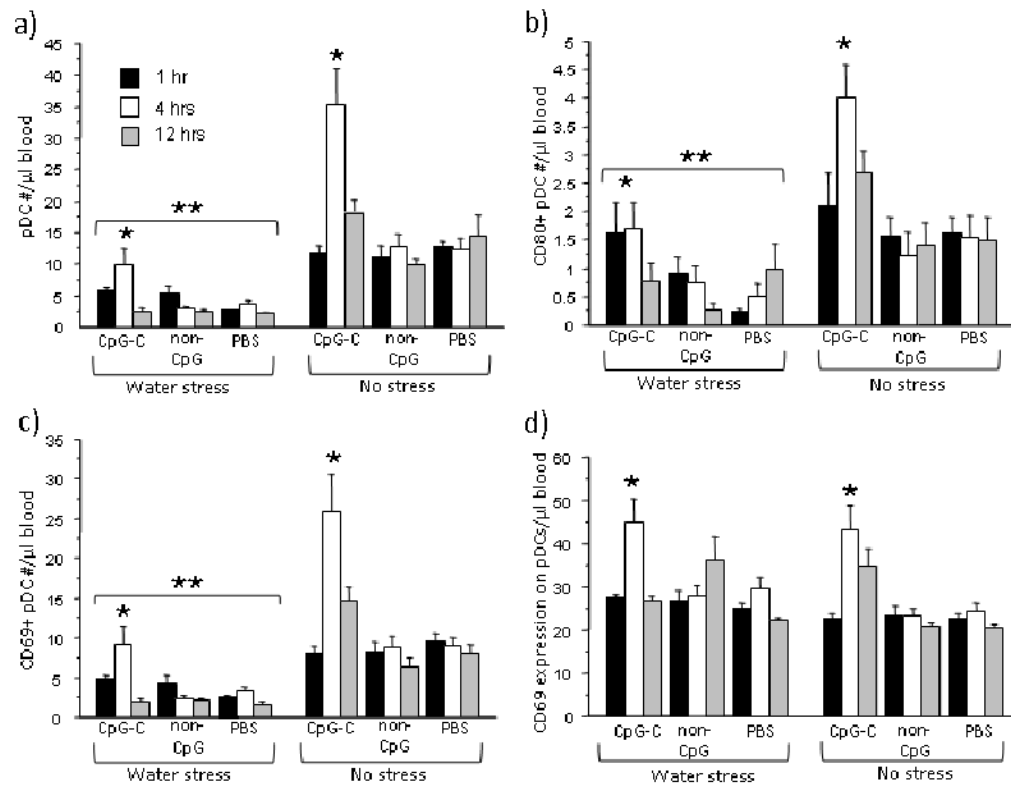 a)
pDC#/µl blood
45
40
35
30
25
20
15
10
5
0
1 hr
4 hrs
12 hrs
**
*
*
CpG-C
non-
CpG
PBS
CpG-C
non-
CpG
PBS
Water stress
No stress
b)
CD80+ pDC#/µl blood
5
4.5
4
3.5
3
2.5
2
1.5
1
0.5
0
**
*
*
CpG-C
non-
CpG
PBS
CpG-C
non-
CpG
PBS
Water stress
No stress
c)
CD69+ pDC#/µl blood
35
30
25
20
15
10
5
0
**
*
*
CpG-C
non-
CpG
PBS
CpG-C
non-
CpG
PBS
Water stress
No stress
d)
CD69 expression on pDCs/µl blood
60
50
40
30
20
10
0
*
*
CpG-C
non-
CpG
PBS
CpG-C
non-
CpG
PBS
Water stress
No stress